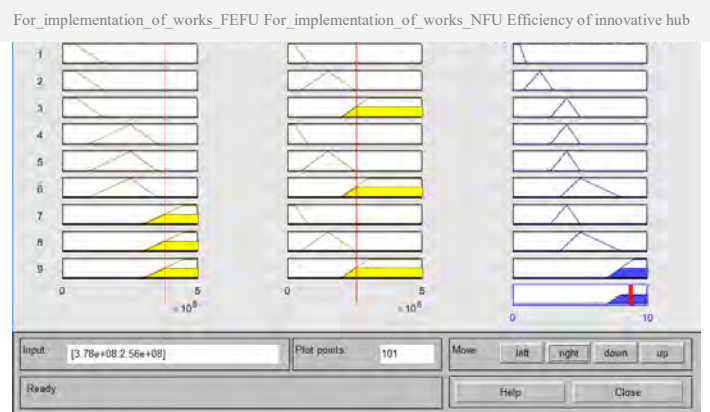 For_implementation_of_works_FEFU For_implementation_of_works_NFU Efficiency of innovative hub
1
2
3
4
5
6
7
8
9
0 5 0 5
× 10⁸ × 10⁸
0 10
Input: [3.78e+08;2.56e+08] Plot points: 101 Move: left right down up
Ready Help Close